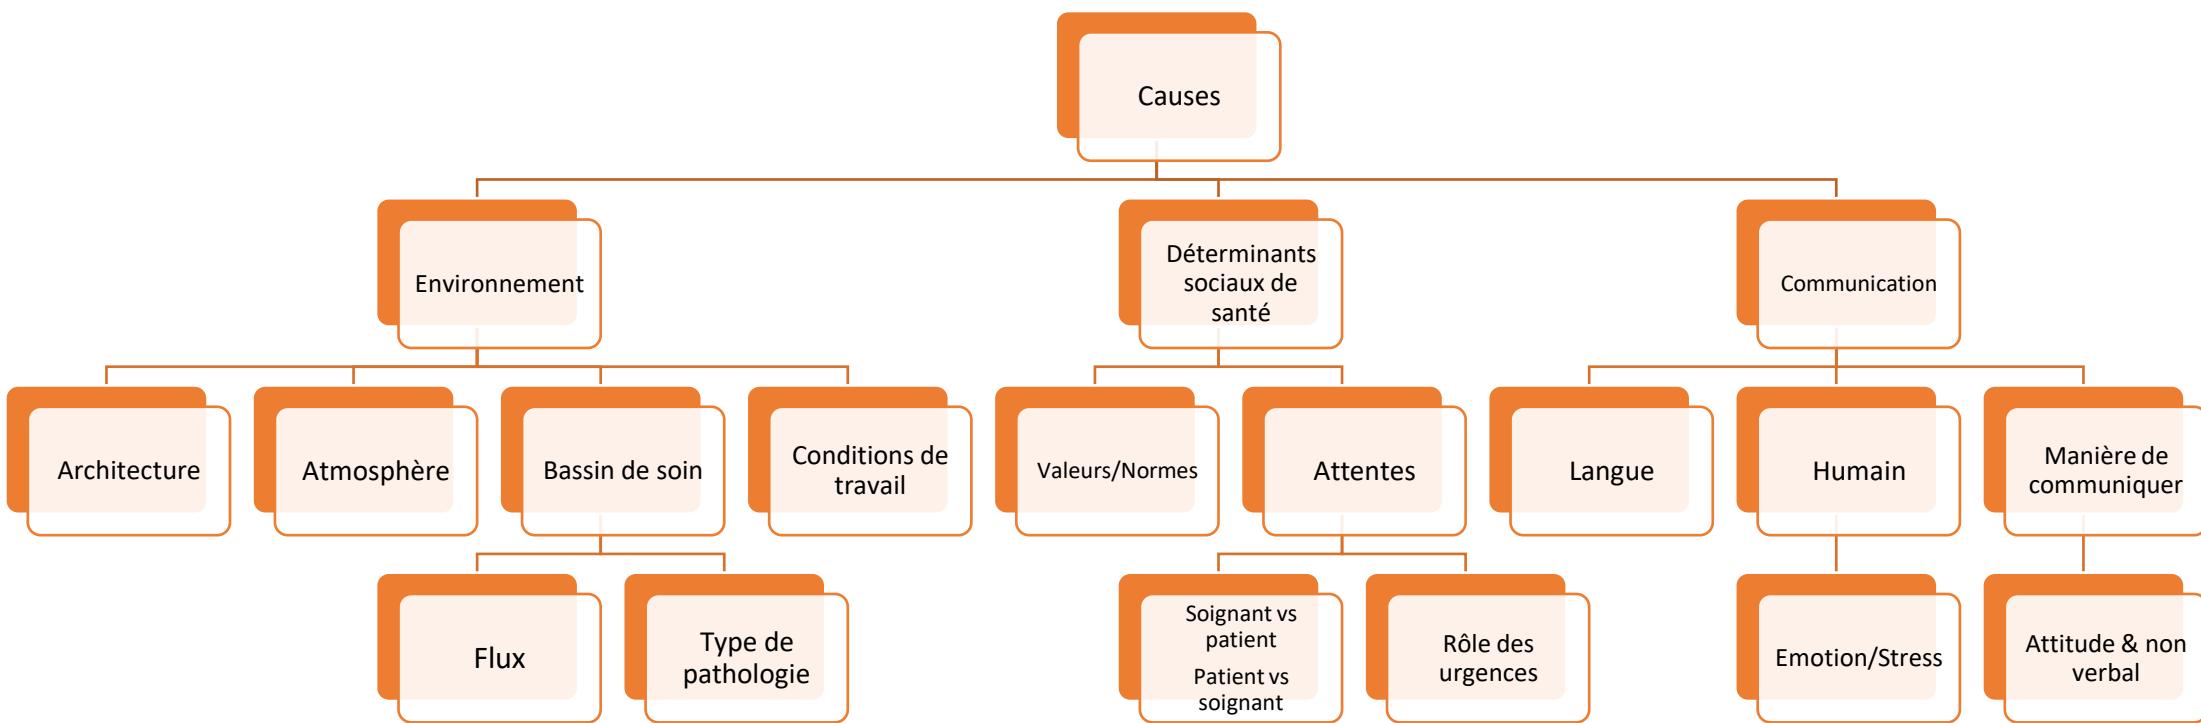 Causes
Environnement
Déterminants
sociaux de
santé
Communication
Architecture
Atmosphère
Bassin de soin
Conditions de
travail
Valeurs/Normes
Attentes
Langue
Humain
Manière de
communiquer
Flux
Type de
pathologie
Soignant vs
patient
Patient vs
soignant
Rôle des
urgences
Emotion/Stress
Attitude & non
verbal